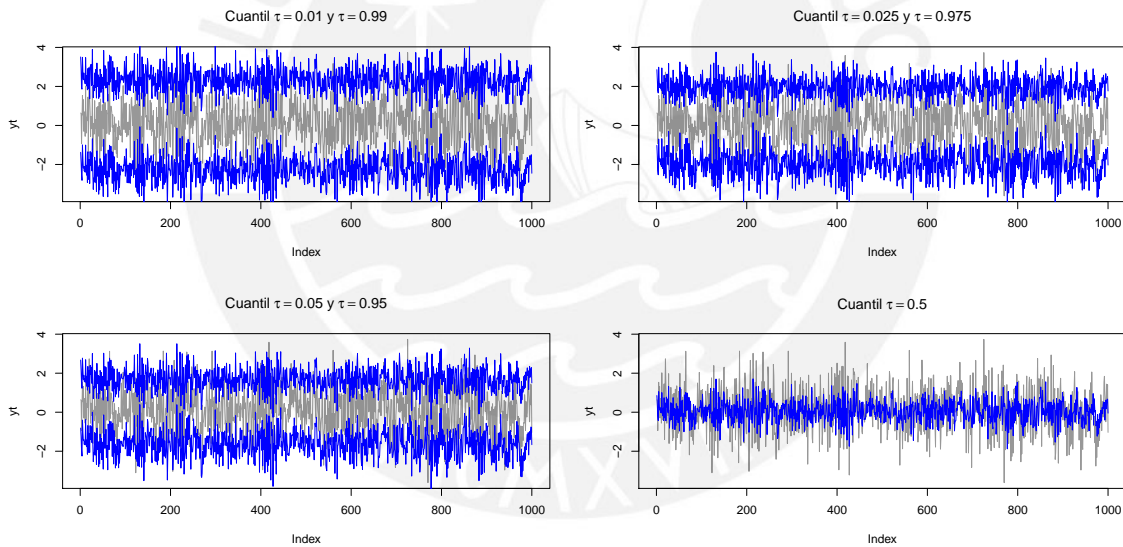 Cuantil τ = 0.01 y τ = 0.99
4
2
0
−2
yt
0 200 400 600 800 1000
Index
Cuantil τ = 0.025 y τ = 0.975
4
2
0
−2
yt
0 200 400 600 800 1000
Index
Cuantil τ = 0.05 y τ = 0.95
4
2
0
−2
yt
0 200 400 600 800 1000
Index
Cuantil τ = 0.5
4
2
0
−2
yt
0 200 400 600 800 1000
Index